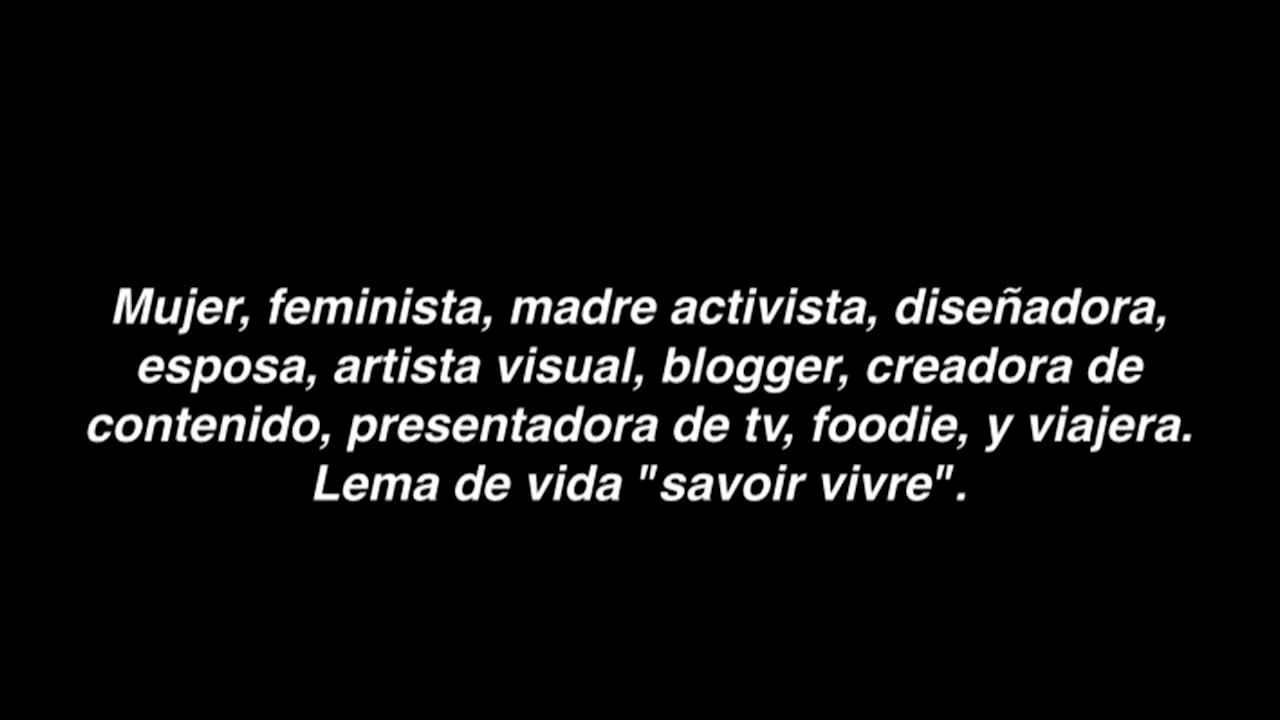 Mujer, feminista, madre activista, diseñadora,
esposa, artista visual, blogger, creadora de
contenido, presentadora de tv, foodie, y viajera.
Lema de vida "savoir vivre".